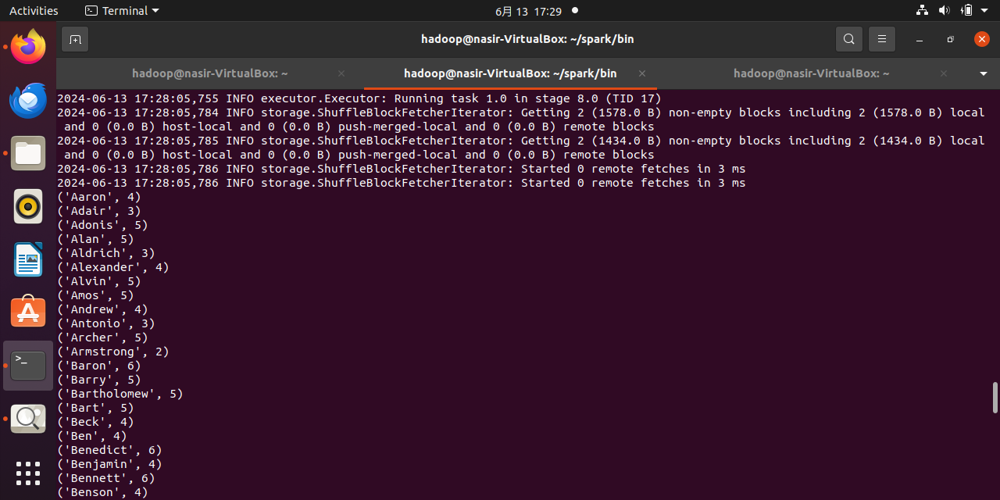 Activities
Terminal
6月 13 17:29
hadoop@nasir-VirtualBox: ~/spark/bin
hadoop@nasir-VirtualBox: ~
hadoop@nasir-VirtualBox: ~/spark/bin
hadoop@nasir-VirtualBox: ~
2024-06-13 17:28:05,755 INFO executor.Executor: Running task 1.0 in stage 8.0 (TID 17)
2024-06-13 17:28:05,784 INFO storage.ShuffleBlockFetcherIterator: Getting 2 (1578.0 B) non-empty blocks including 2 (1578.0 B) local
and 0 (0.0 B) host-local and 0 (0.0 B) push-merged-local and 0 (0.0 B) remote blocks
2024-06-13 17:28:05,785 INFO storage.ShuffleBlockFetcherIterator: Getting 2 (1434.0 B) non-empty blocks including 2 (1434.0 B) local
and 0 (0.0 B) host-local and 0 (0.0 B) push-merged-local and 0 (0.0 B) remote blocks
2024-06-13 17:28:05,786 INFO storage.ShuffleBlockFetcherIterator: Started 0 remote fetches in 3 ms
2024-06-13 17:28:05,786 INFO storage.ShuffleBlockFetcherIterator: Started 0 remote fetches in 3 ms
('Aaron', 4)
('Adair', 3)
('Adonis', 5)
('Alan', 5)
('Aldrich', 3)
('Alexander', 4)
('Alvin', 5)
('Amos', 5)
('Andrew', 4)
('Antonio', 3)
('Archer', 5)
('Armstrong', 2)
('Baron', 6)
('Barry', 5)
('Bartholomew', 5)
('Bart', 5)
('Beck', 4)
('Ben', 4)
('Benedict', 6)
('Benjamin', 4)
('Bennett', 6)
('Benson', 4)